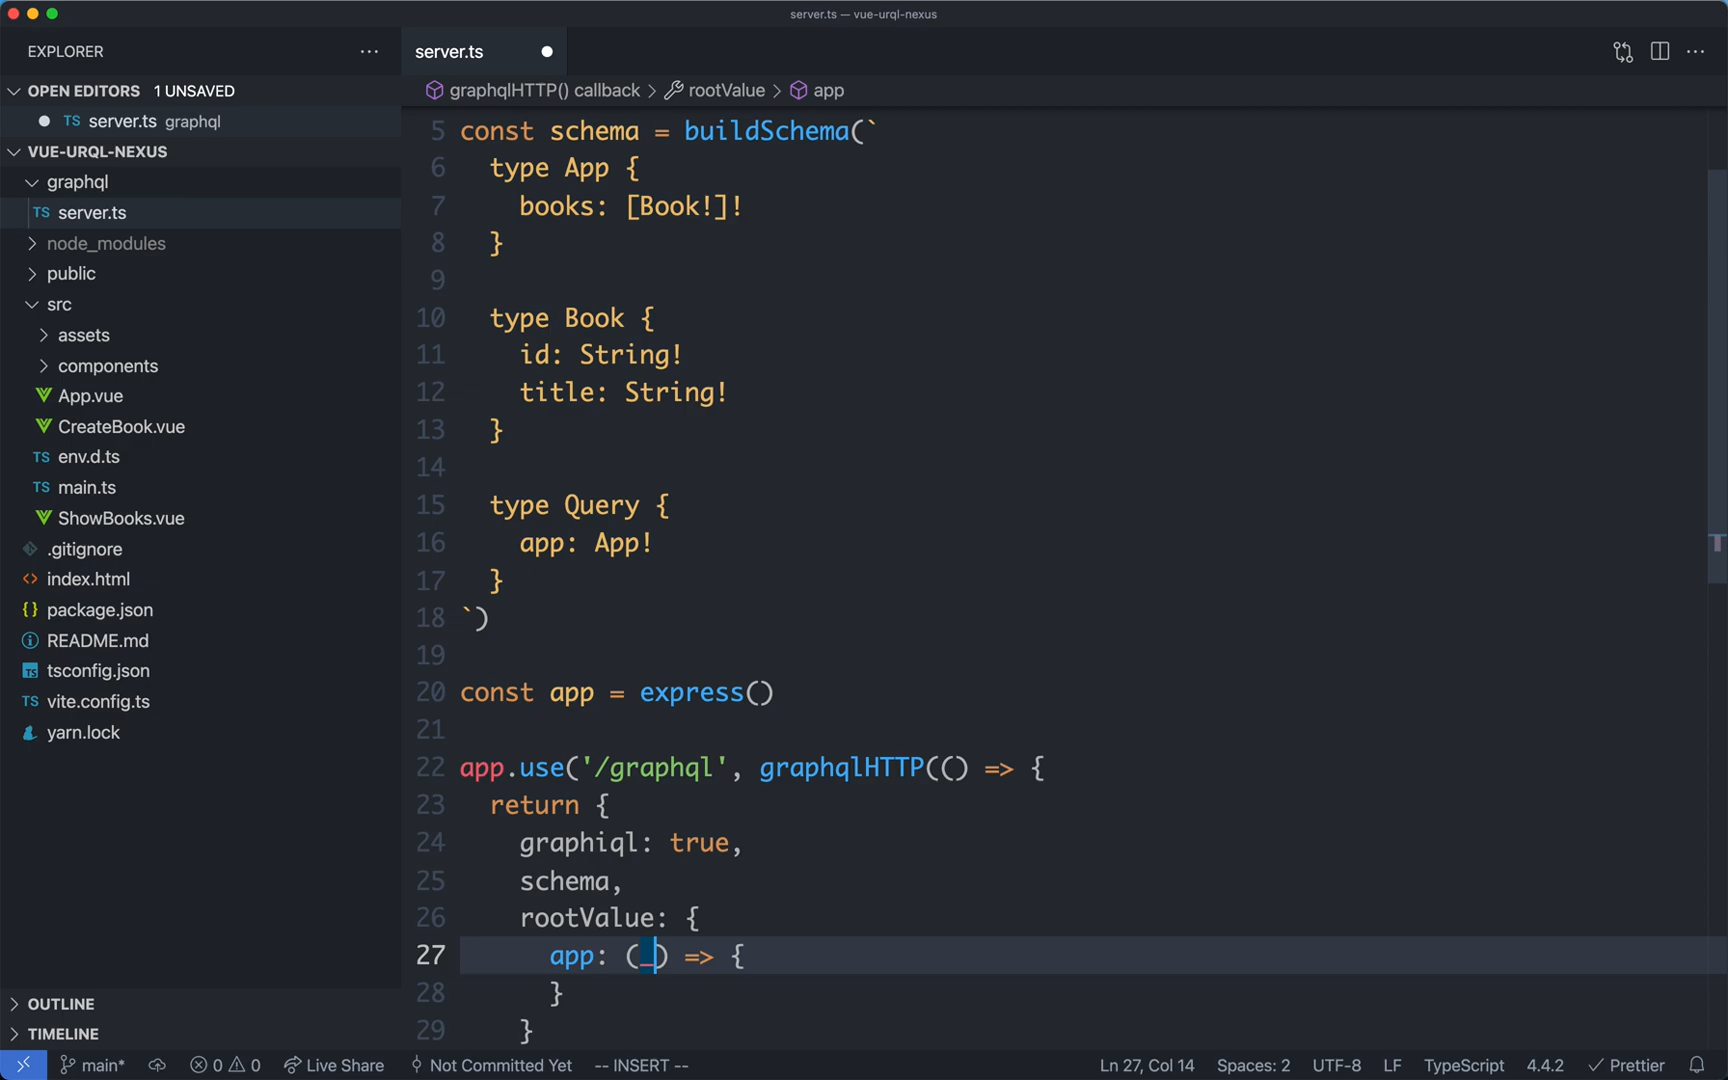 server.ts — vue-urql-nexus
EXPLORER
server.ts
OPEN EDITORS 1 UNSAVED
TS server.ts graphql
VUE-URQL-NEXUS
graphql
TS server.ts
node_modules
public
src
assets
components
App.vue
CreateBook.vue
TS env.d.ts
TS main.ts
ShowBooks.vue
.gitignore
<> index.html
{} package.json
README.md
TS tsconfig.json
TS vite.config.ts
yarn.lock
OUTLINE
TIMELINE
graphqlHTTP() callback > rootValue > app
5 const schema = buildSchema(`
6 type App {
7 books: [Book!]!
8 }
9
10 type Book {
11 id: String!
12 title: String!
13 }
14
15 type Query {
16 app: App!
17 }
18 `)
19
20 const app = express()
21
22 app.use('/graphql', graphqlHTTP(() => {
23 return {
24 graphiql: true,
25 schema,
26 rootValue: {
27 app: (_) => {
28 }
29 }
main* 0 0 Live Share Not Committed Yet -- INSERT -- Ln 27, Col 14 Spaces: 2 UTF-8 LF TypeScript 4.4.2 Prettier